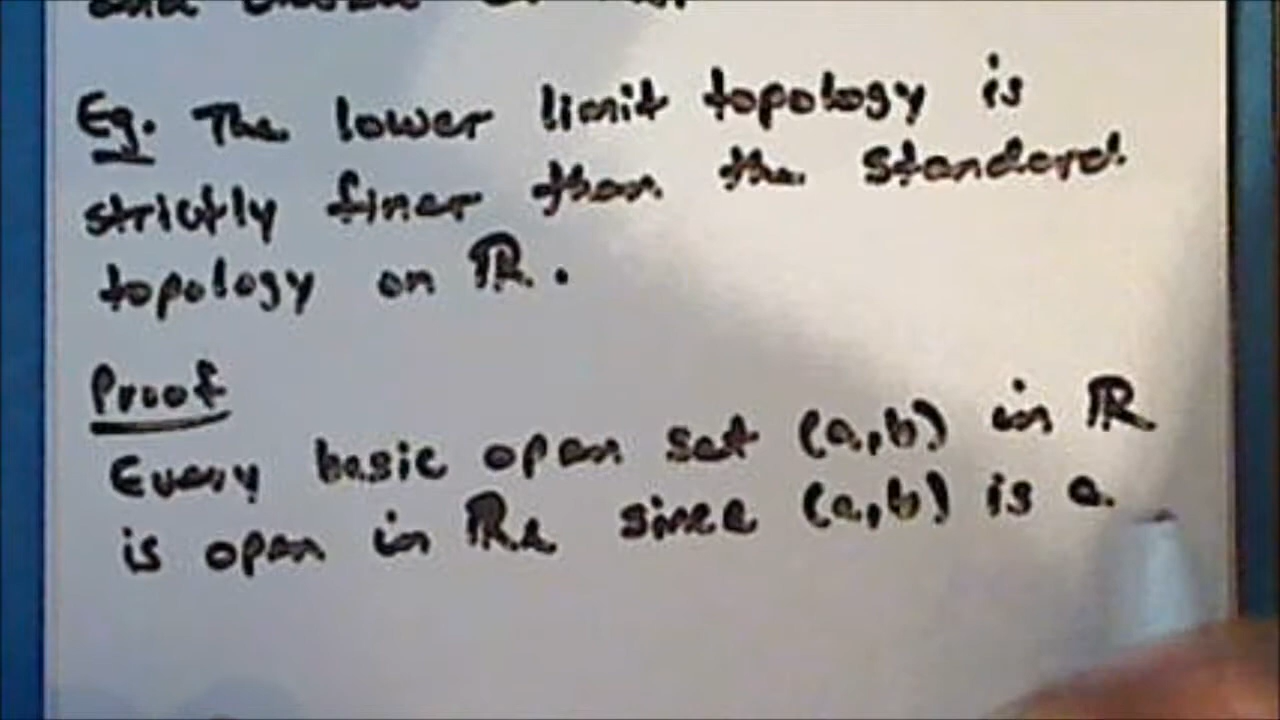 Eg. The lower limit topology is
strictly finer than the standard
topology on ℝ.
Proof
Every basic open set (a,b) in ℝ
is open in ℝℓ since (a,b) is a